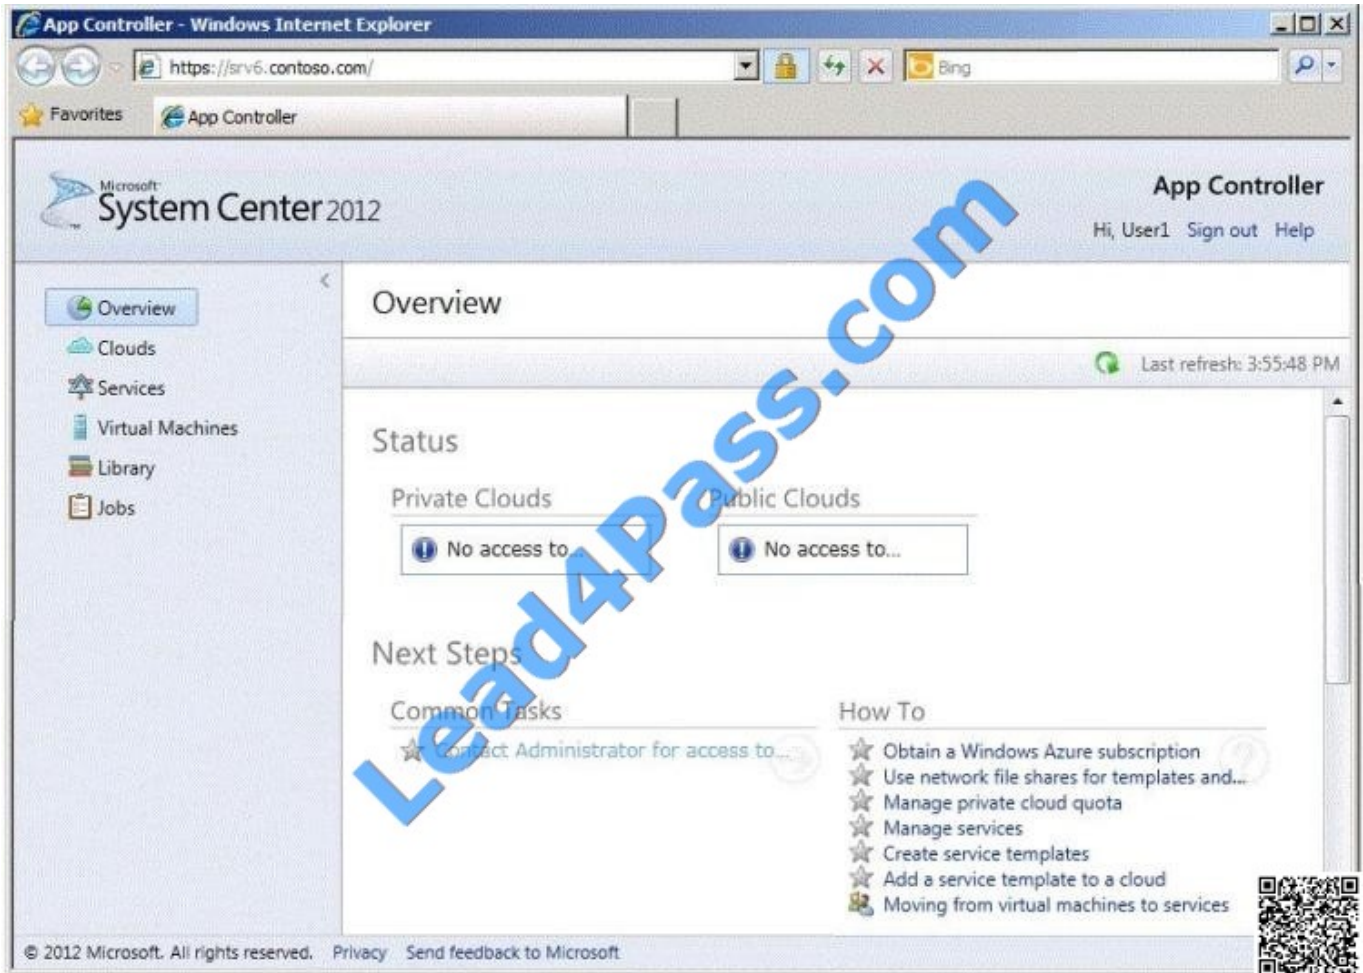 App Controller - Windows Internet Explorer
https://srv6.contoso.com/
Bing
Favorites
App Controller
Microsoft
System Center 2012
App Controller
Hi, User1 Sign out Help
Overview
Clouds
Services
Virtual Machines
Library
Jobs
Overview
Last refresh: 3:55:48 PM
Status
Private Clouds
Public Clouds
No access to...
No access to...
Next Steps
Common Tasks
Contact Administrator for access to...
How To
Obtain a Windows Azure subscription
Use network file shares for templates and...
Manage private cloud quota
Manage services
Create service templates
Add a service template to a cloud
Moving from virtual machines to services
© 2012 Microsoft. All rights reserved. Privacy Send feedback to Microsoft
Lead4Pass.com